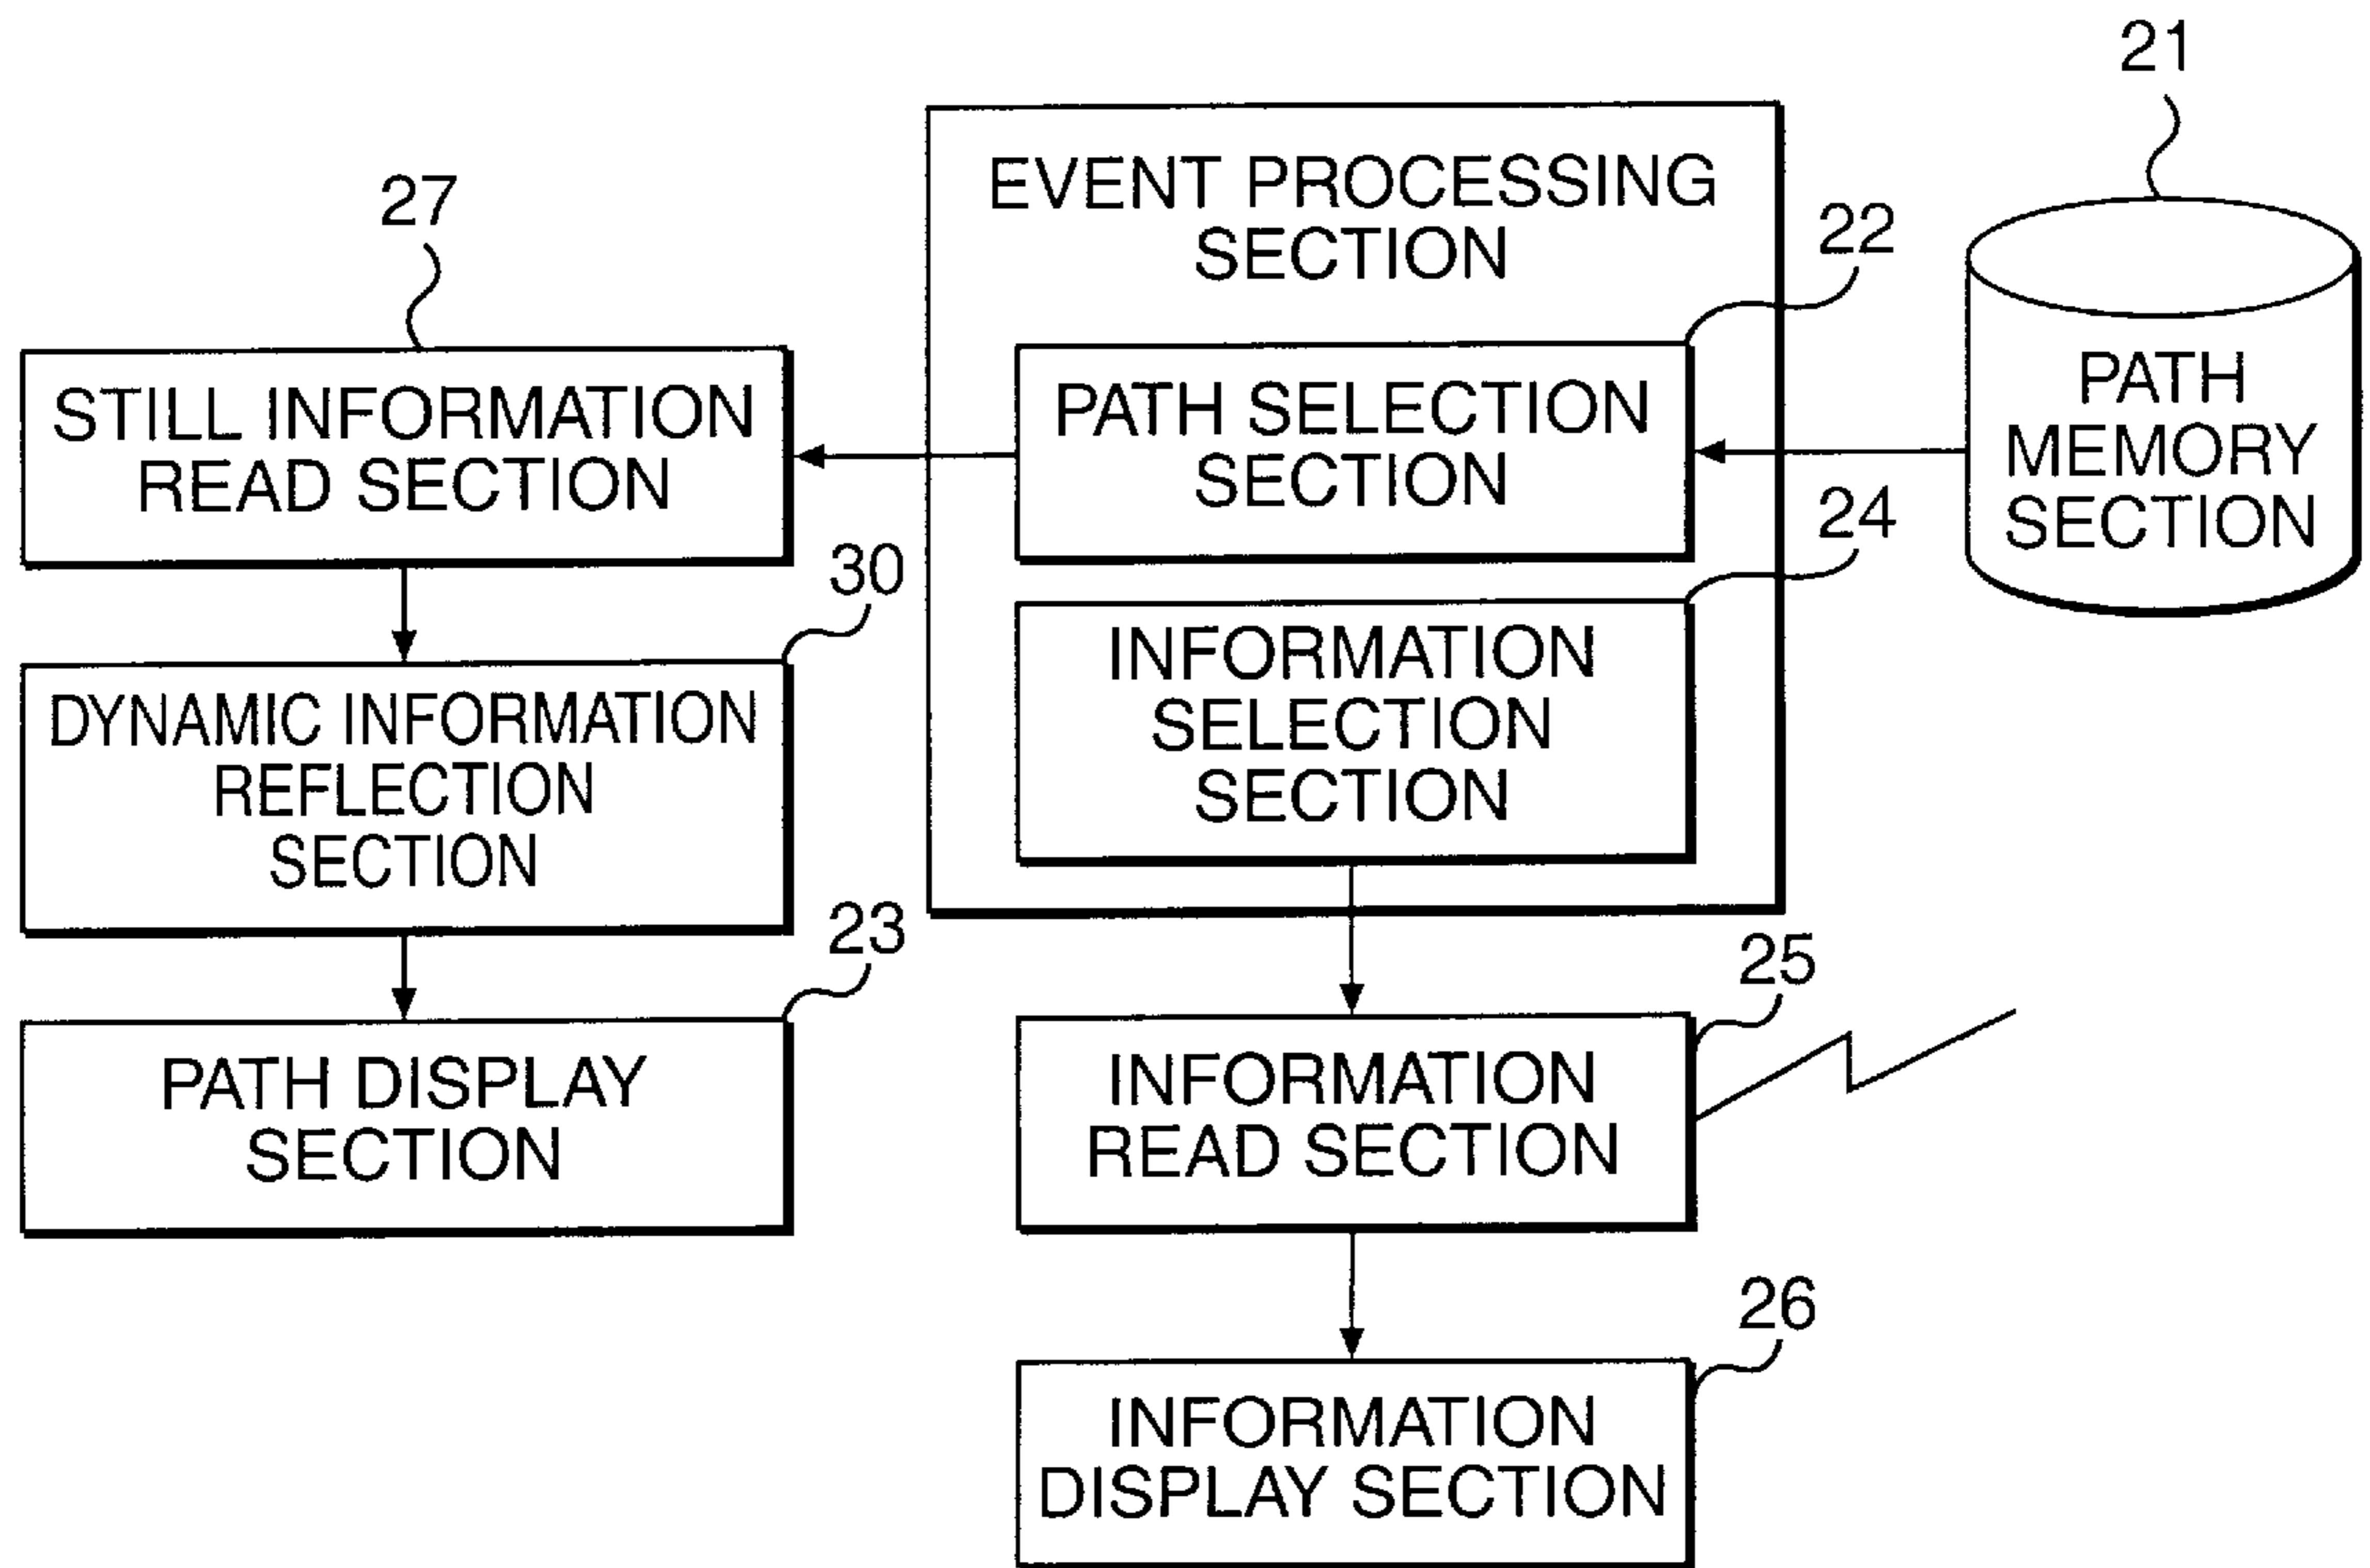 21
EVENT PROCESSING
SECTION
27
22
STILL INFORMATION
READ SECTION
PATH SELECTION
SECTION
PATH
MEMORY
SECTION
24
30
DYNAMIC INFORMATION
REFLECTION
SECTION
INFORMATION
SELECTION
SECTION
23
25
PATH DISPLAY
SECTION
INFORMATION
READ SECTION
26
INFORMATION
DISPLAY SECTION